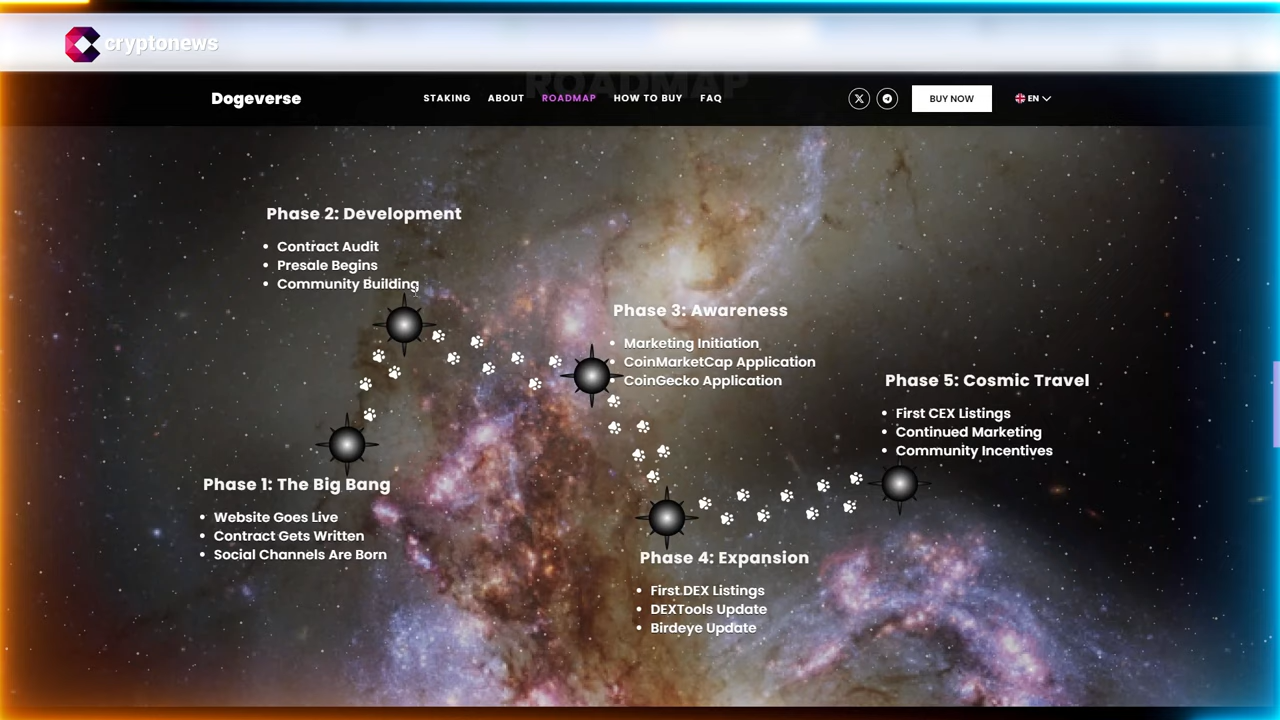 cryptonews
ROADMAP
Dogeverse
STAKING
ABOUT
ROADMAP
HOW TO BUY
FAQ
BUY NOW
EN
Phase 2: Development
Contract Audit
Presale Begins
Community Building
Phase 3: Awareness
Marketing Initiation
CoinMarketCap Application
CoinGecko Application
Phase 5: Cosmic Travel
First CEX Listings
Continued Marketing
Community Incentives
Phase 1: The Big Bang
Website Goes Live
Contract Gets Written
Social Channels Are Born
Phase 4: Expansion
First DEX Listings
DEXTools Update
Birdeye Update